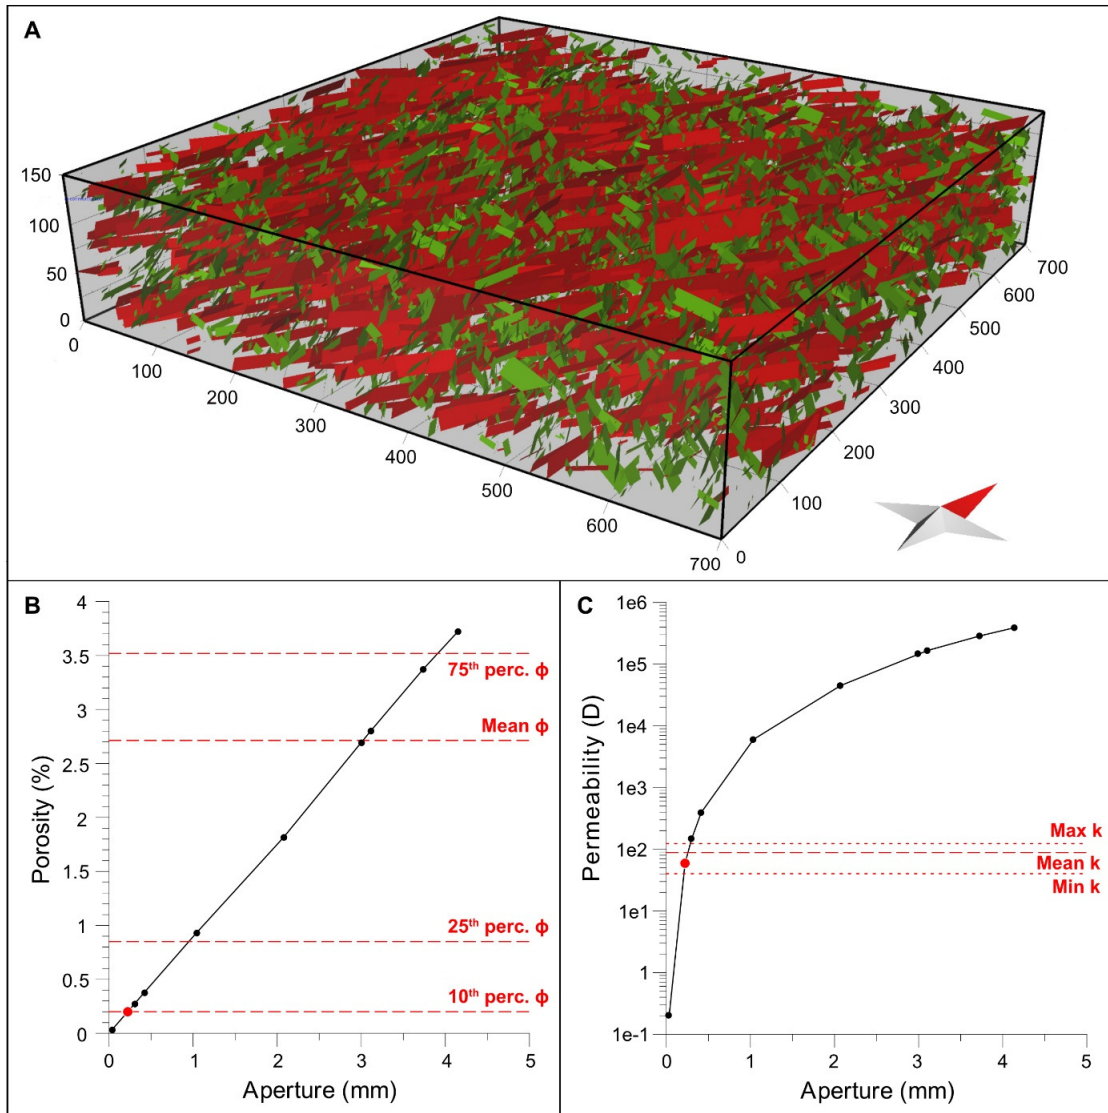 A
150
100
50
0
0
100
200
300
400
500
600
700
0
100
200
300
400
500
600
700
B
4
3.5
3
2.5
2
1.5
1
0.5
0
Porosity (%)
75th perc. ϕ
Mean ϕ
25th perc. ϕ
10th perc. ϕ
0 1 2 3 4 5
Aperture (mm)
C
1e6
1e5
1e4
1e3
1e2
1e1
1
1e-1
Permeability (D)
Max k
Mean k
Min k
0 1 2 3 4 5
Aperture (mm)